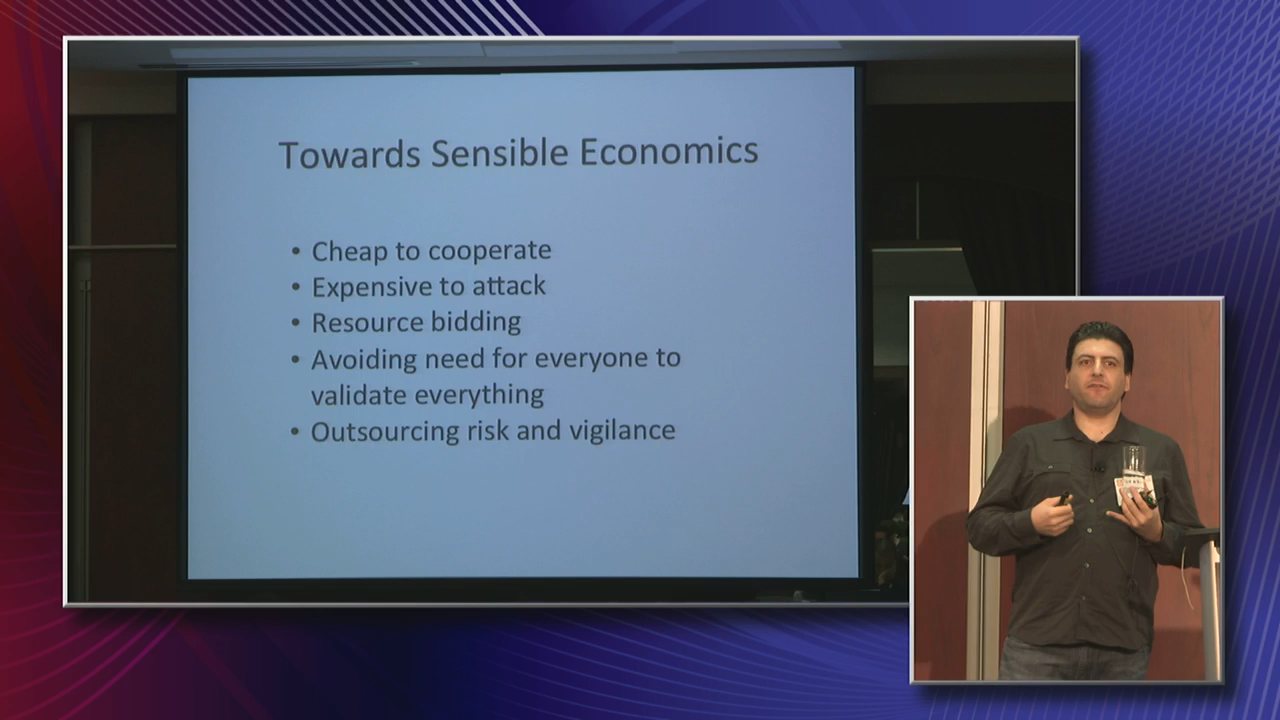 Towards Sensible Economics
• Cheap to cooperate
• Expensive to attack
• Resource bidding
• Avoiding need for everyone to
validate everything
• Outsourcing risk and vigilance